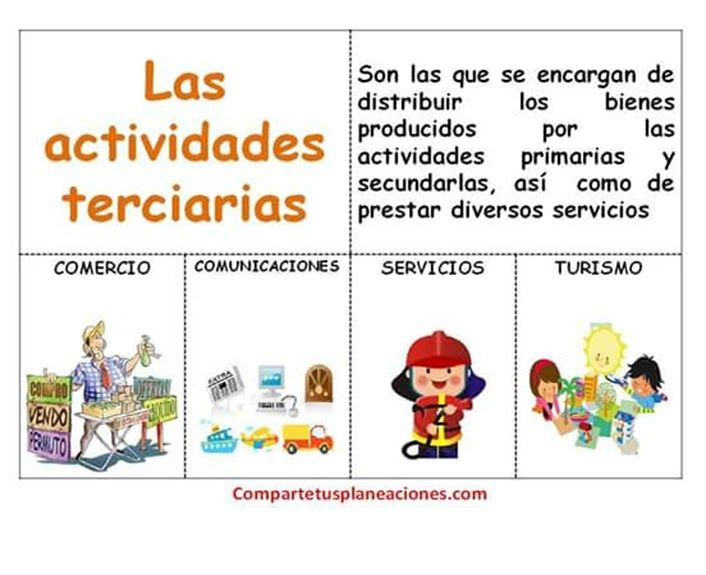 Las
actividades
terciarias
Son las que se encargan de
distribuir los bienes
producidos por las
actividades primarias y
secundarlas, así como de
prestar diversos servicios
COMERCIO
COMUNICACIONES
SERVICIOS
TURISMO
EXTRA
COMPRO
VENDO
PERMUTO
Compartetusplaneaciones.com